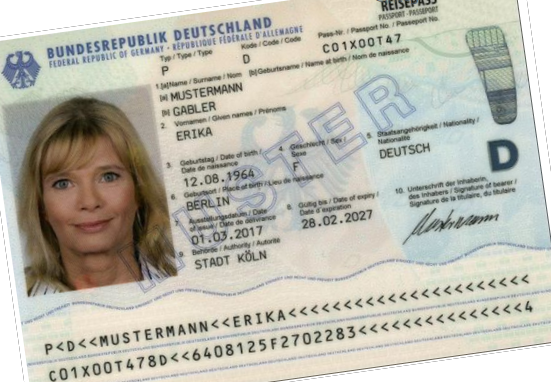 REISEPASS
PASSPORT · PASSEPORT
BUNDESREPUBLIK DEUTSCHLAND
FEDERAL REPUBLIC OF GERMANY · RÉPUBLIQUE FÉDÉRALE D'ALLEMAGNE
Typ / Type / Type Kode / Code / Code Pass-Nr. / Passport No. / Passeport No.
P D C01X00T47
1.[a]Name / Surname / Nom [b]Geburtsname / Name at birth / Nom de naissance
[a] MUSTERMANN
[b] GABLER
2. Vornamen / Given names / Prénoms
ERIKA
3. Geburtstag / Date of birth / Date de naissance
12.08.1964
4. Geschlecht / Sex / Sexe
F
5. Staatsangehörigkeit / Nationality / Nationalité
DEUTSCH
D
6. Geburtsort / Place of birth / Lieu de naissance
BERLIN
7. Ausstellungsdatum / Date of issue / Date de délivrance
01.03.2017
8. Gültig bis / Date of expiry / Date d'expiration
28.02.2027
9. Behörde / Authority / Autorité
STADT KÖLN
10. Unterschrift der Inhaberin, des Inhabers / Signature of bearer / Signature de la titulaire, du titulaire
Mustermann
MUSTER
P<D<<MUSTERMANN<<ERIKA<<<<<<<<<<<<<<<<<<<<<<
C01X00T478D<<6408125F2702283<<<<<<<<<<<<<<<4